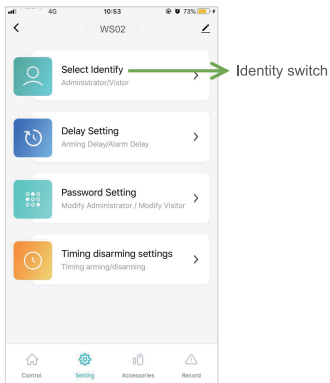 4G 10:53 73%
WS02
Select Identify
Administrator/Vistor
Identity switch
Delay Setting
Arming Delay/Alarm Delay
Password Setting
Modify Administrator / Modify Visitor
Timing disarming settings
Timing arming/disarming
Control Setting Accessories Record